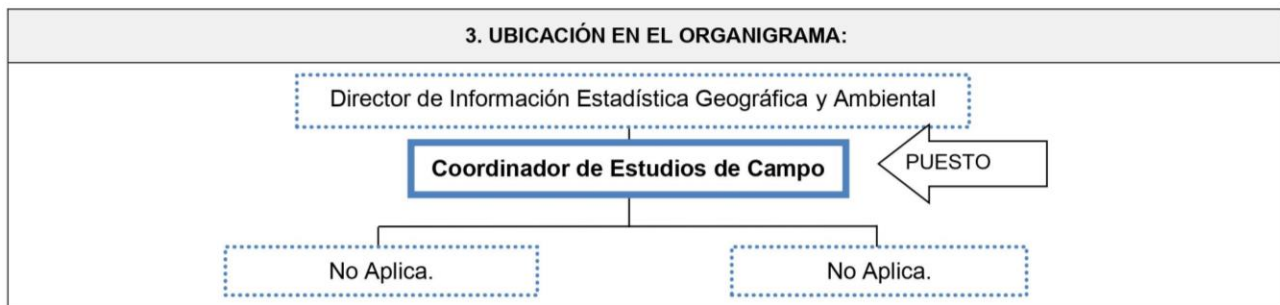 3. UBICACIÓN EN EL ORGANIGRAMA:
Director de Información Estadística Geográfica y Ambiental
Coordinador de Estudios de Campo
PUESTO
No Aplica.
No Aplica.